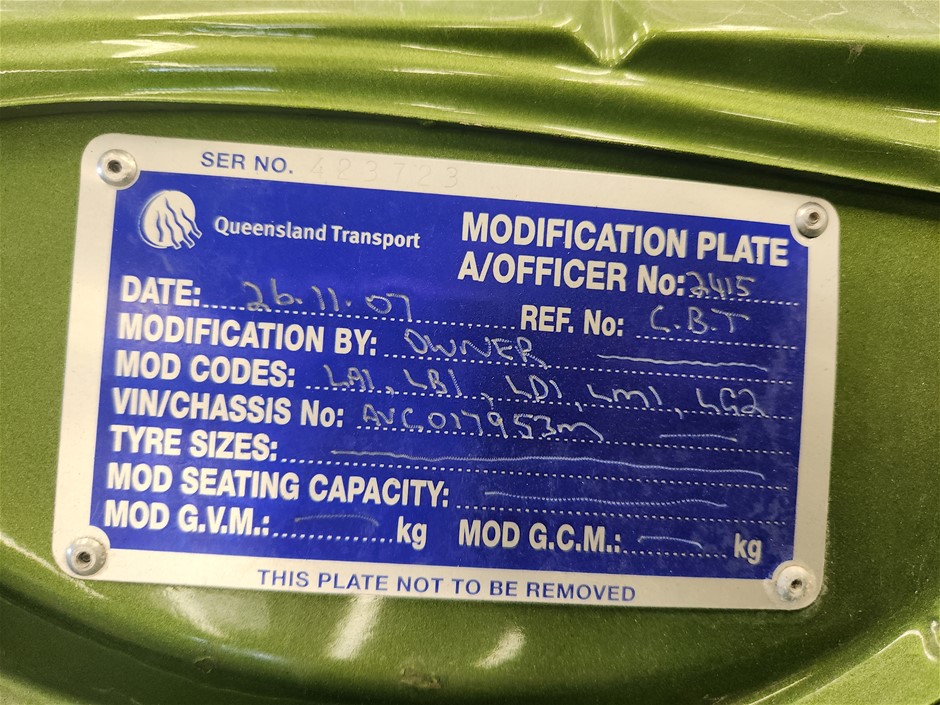 SER NO. 423723
Queensland Transport
MODIFICATION PLATE
A/OFFICER No: 2415
DATE: 26.11.07
REF. No: C.B.T
MODIFICATION BY: OWNER
MOD CODES: LA1, LB1, LD1, LM1, LG2
VIN/CHASSIS No: AVC017953M
TYRE SIZES:
MOD SEATING CAPACITY:
MOD G.V.M.: kg MOD G.C.M.: kg
THIS PLATE NOT TO BE REMOVED